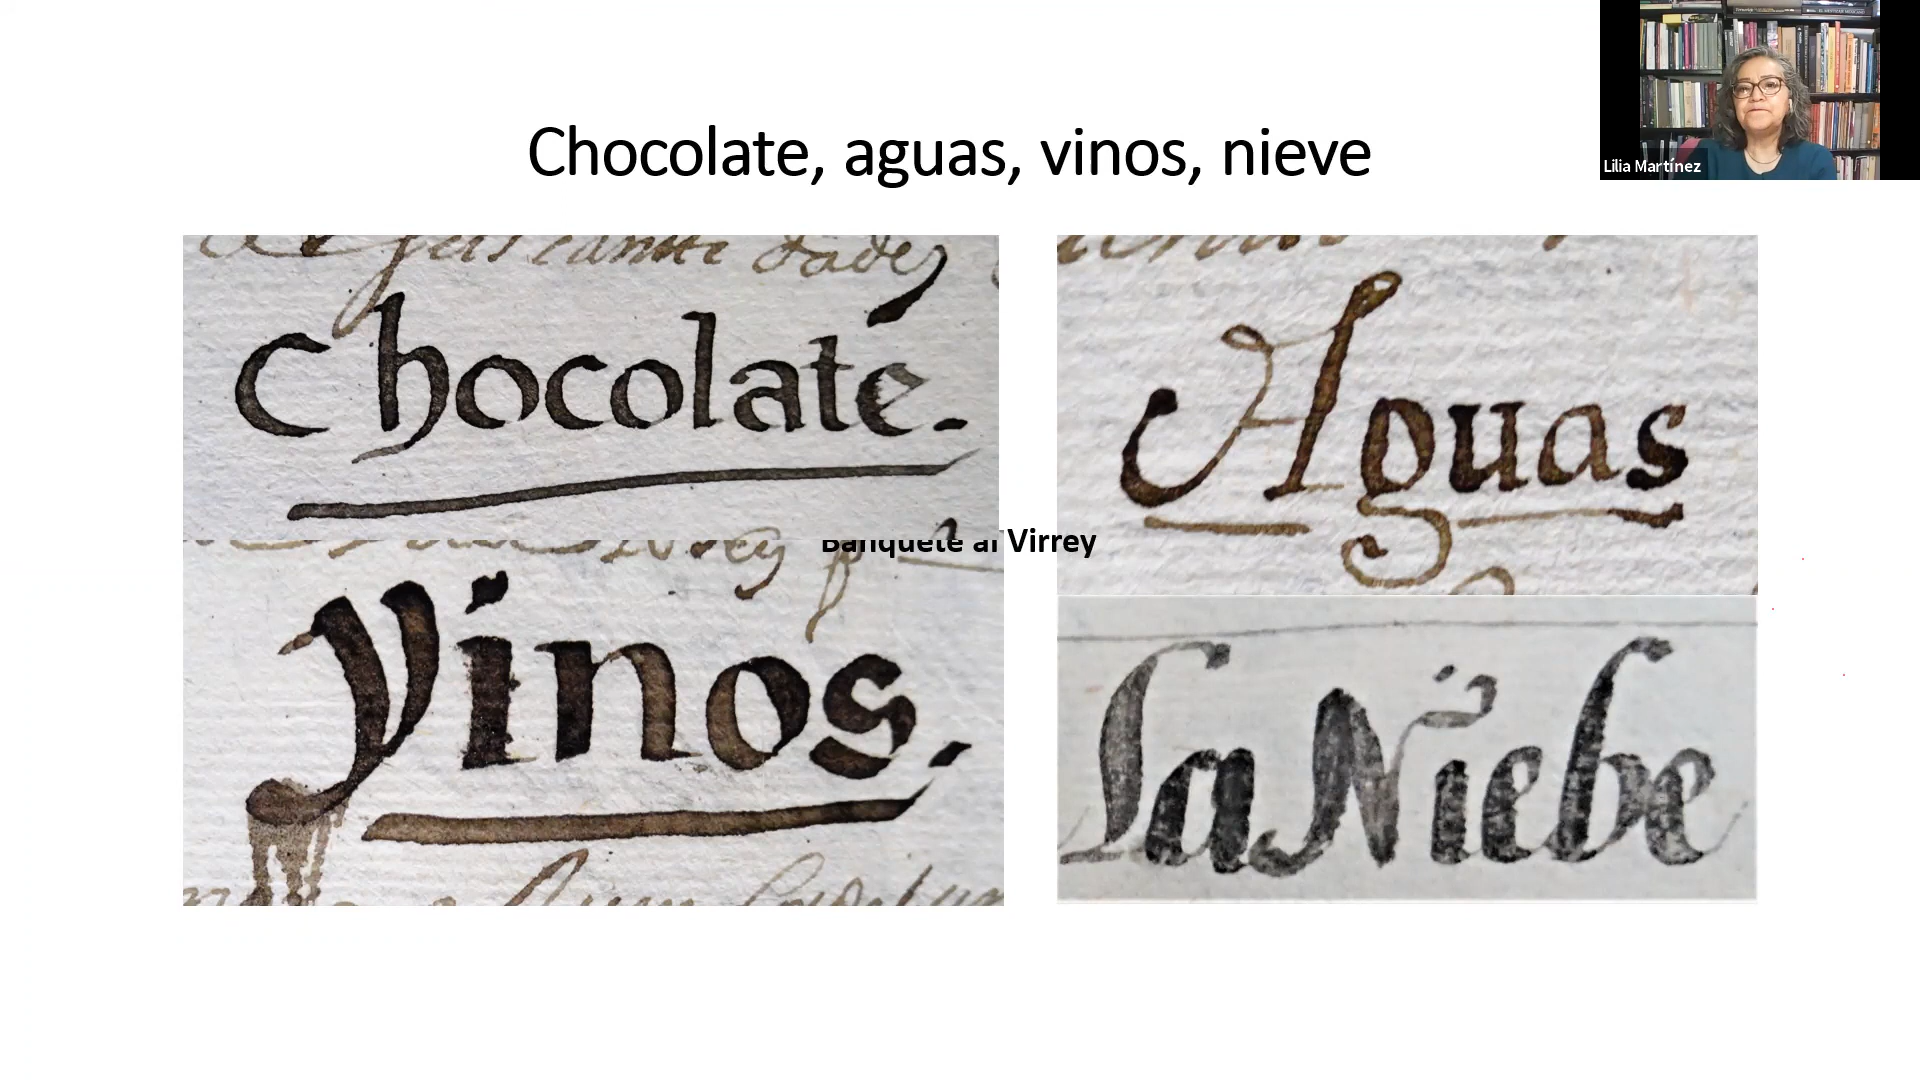 Chocolate, aguas, vinos, nieve
Lilia Martínez
Chocolate.
Aguas
Banquete al Virrey
Vinos.
La Niebe